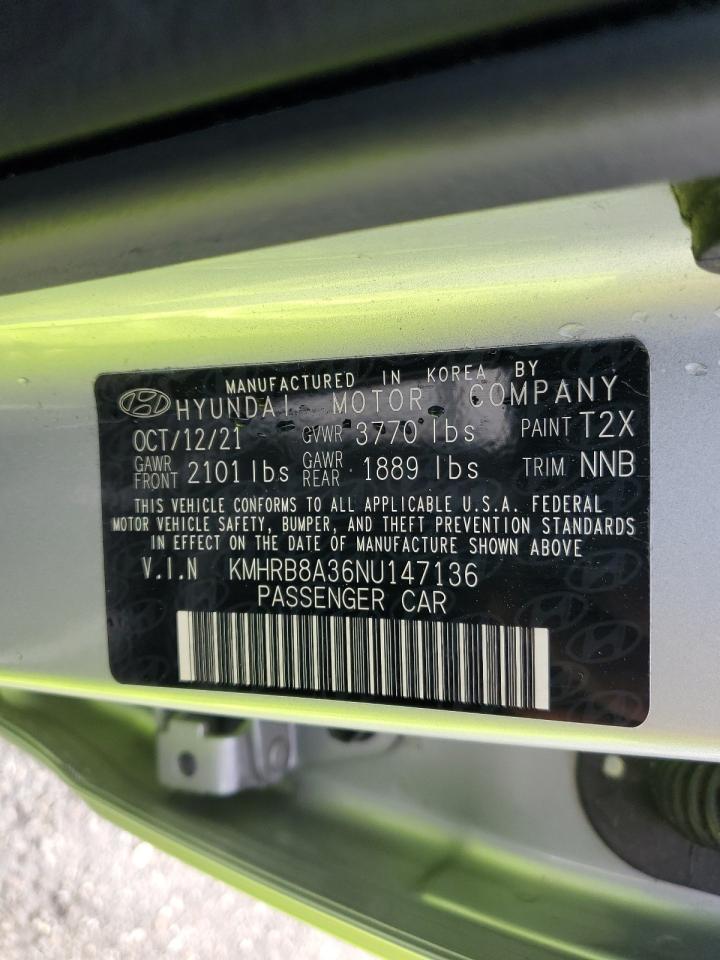 MANUFACTURED IN KOREA BY
HYUNDAI MOTOR COMPANY
OCT/12/21 GVWR 3770 lbs PAINT T2X
GAWR FRONT 2101 lbs GAWR REAR 1889 lbs TRIM NNB
THIS VEHICLE CONFORMS TO ALL APPLICABLE U.S.A. FEDERAL
MOTOR VEHICLE SAFETY, BUMPER, AND THEFT PREVENTION STANDARDS
IN EFFECT ON THE DATE OF MANUFACTURE SHOWN ABOVE
V.I.N KMHRB8A36NU147136
PASSENGER CAR